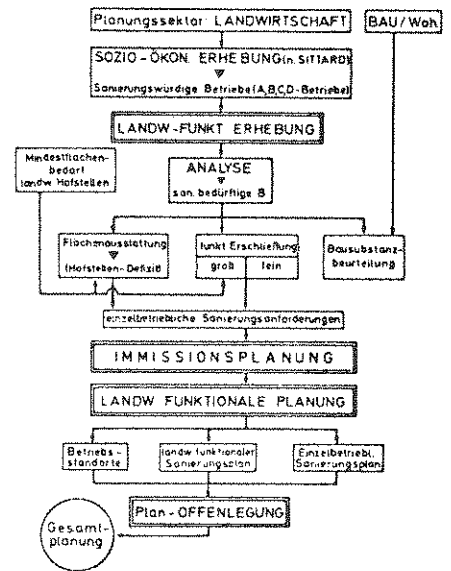 Planungssektor: LANDWIRTSCHAFT
BAU/Woh.
SOZIO-ÖKON. ERHEBUNG (n. SITTARD)
Sanierungswürdige Betriebe (A,B,C,D-Betriebe)
LANDW.-FUNKT ERHEBUNG
Mindestflächen-
bedarf
landw Hofstellen
ANALYSE
san. bedürftige B
Flächenausstattung
(Hofstellen-Defizit)
funkt Erschließung
groß fein
Bausubstanz-
beurteilung
einzelbetriebliche Sanierungsanforderungen
IMMISSIONSPLANUNG
LANDW FUNKTIONALE PLANUNG
Betriebs-
standorte
landw funktionaler
Sanierungsplan
Einzelbetriebl.
Sanierungsplan
Plan-OFFENLEGUNG
Gesamt-
planung